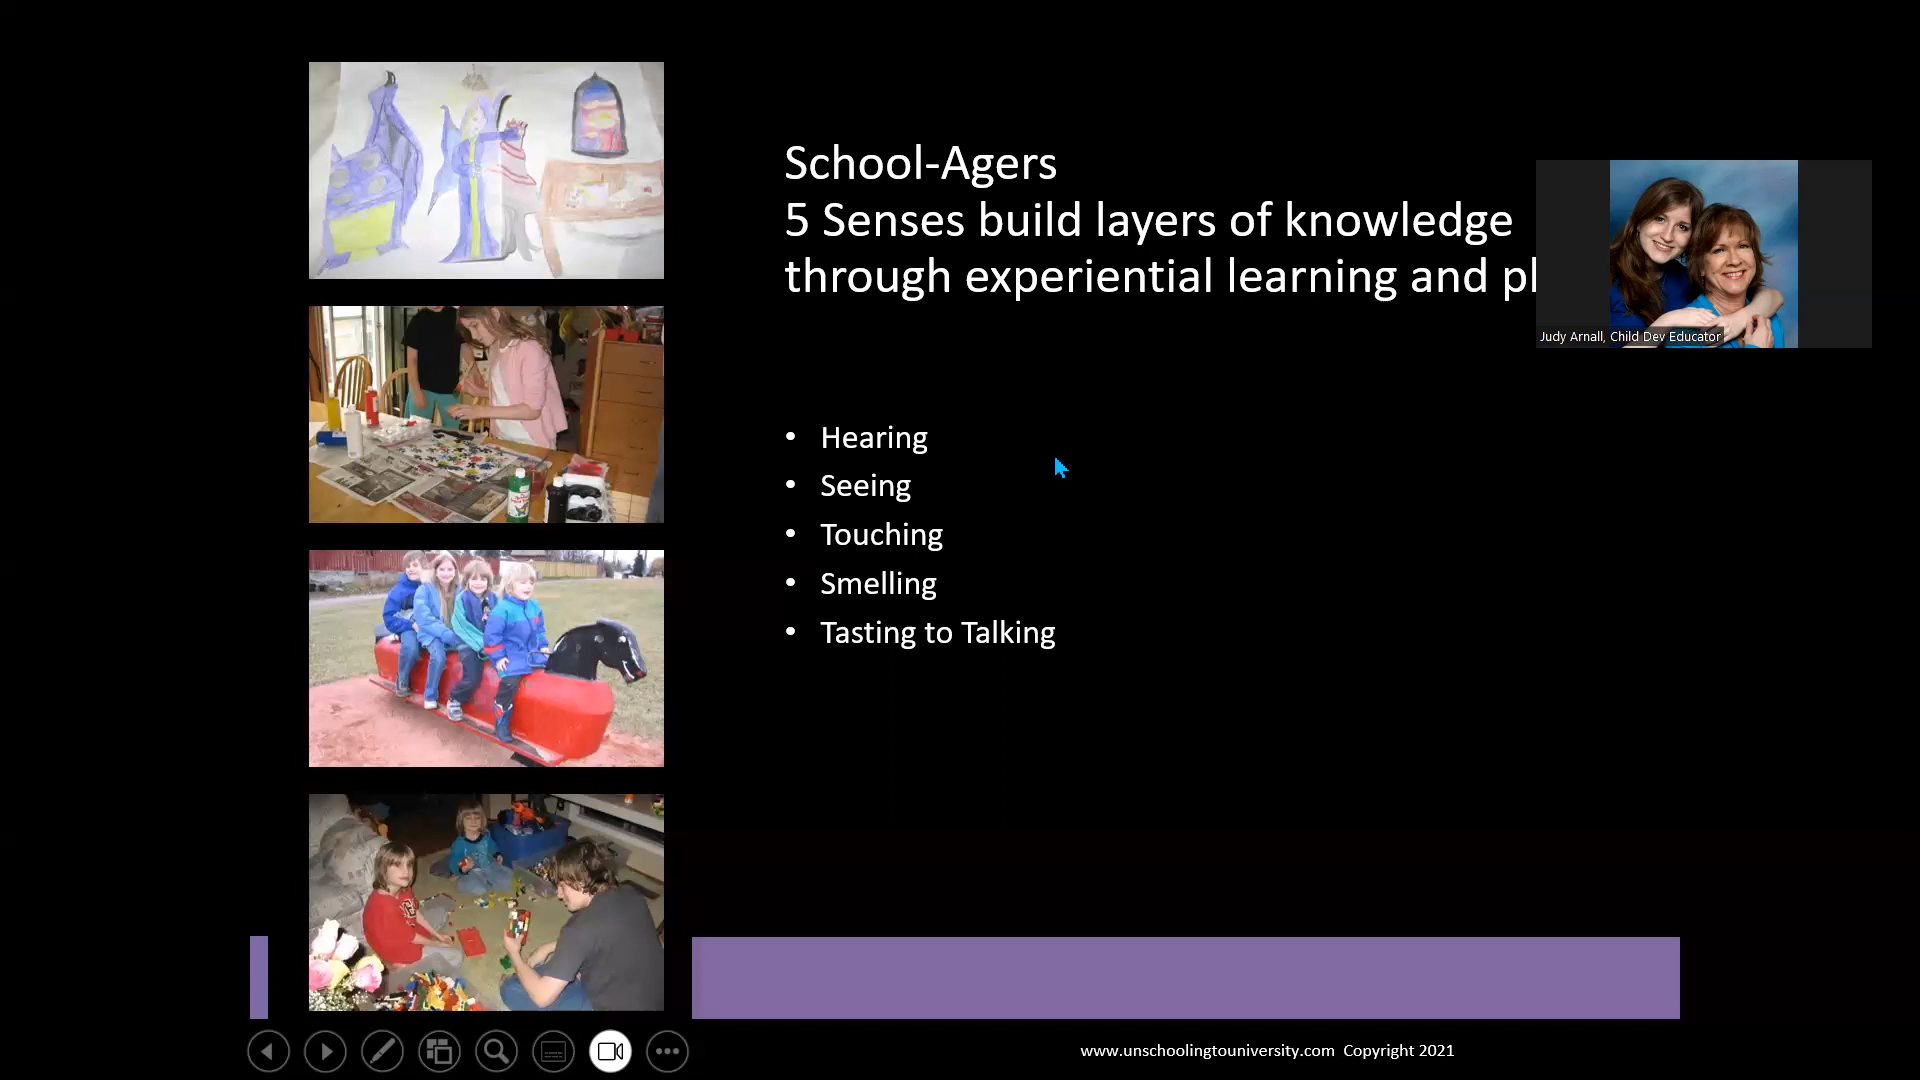 School-Agers
5 Senses build layers of knowledge
through experiential learning and pl
Judy Arnall, Child Dev Educator
• Hearing
• Seeing
• Touching
• Smelling
• Tasting to Talking
www.unschoolingtouniversity.com Copyright 2021